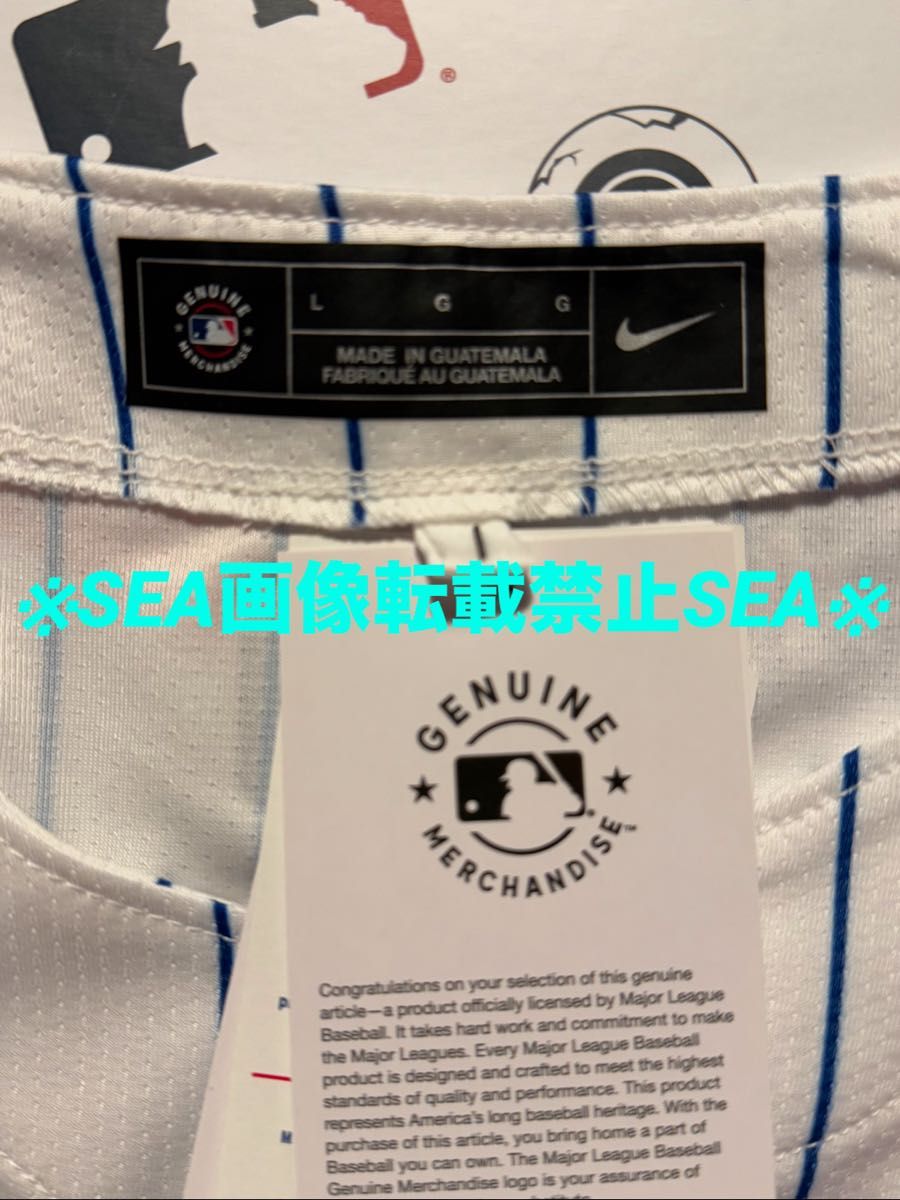 ®
GENUINE
MERCHANDISE
L G G
MADE IN GUATEMALA
FABRIQUÉ AU GUATEMALA
※SEA画像転載禁止SEA※
GENUINE
MERCHANDISE™
Congratulations on your selection of this genuine
article—a product officially licensed by Major League
Baseball. It takes hard work and commitment to make
the Major Leagues. Every Major League Baseball
product is designed and crafted to meet the highest
standards of quality and performance. This product
represents America's long baseball heritage. With the
purchase of this article, you bring home a part of
Baseball you can own. The Major League Baseball
Genuine Merchandise logo is your assurance of